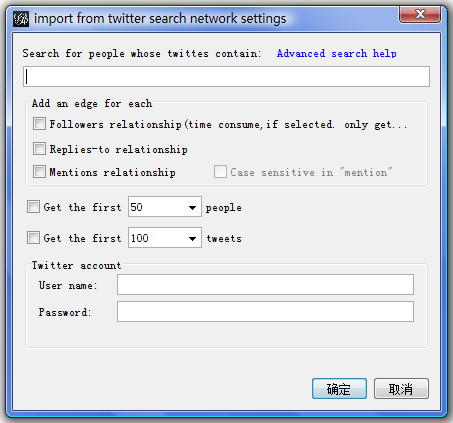 import from twitter search network settings
Search for people whose twittes contain: Advanced search help
Add an edge for each
Followers relationship(time consume,if selected. only get...
Replies-to relationship
Mentions relationship Case sensitive in "mention"
Get the first 50 people
Get the first 100 tweets
Twitter account
User name:
Password:
确定 取消